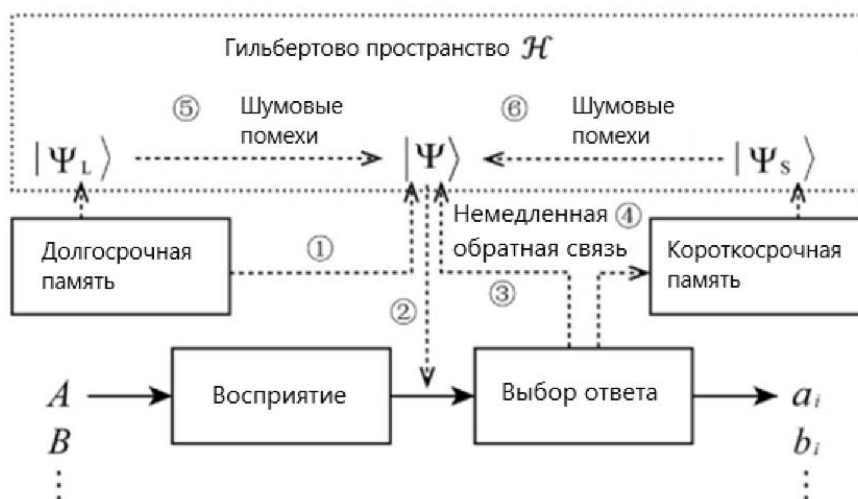 Гильбертово пространство ℋ
⑤ Шумовые помехи
⑥ Шумовые помехи
|Ψ_L⟩
|Ψ⟩
|Ψ_S⟩
Немедленная ④
обратная связь
Долгосрочная
память
①
Короткосрочная
память
③
②
A
Восприятие
Выбор ответа
a_i
B
b_i